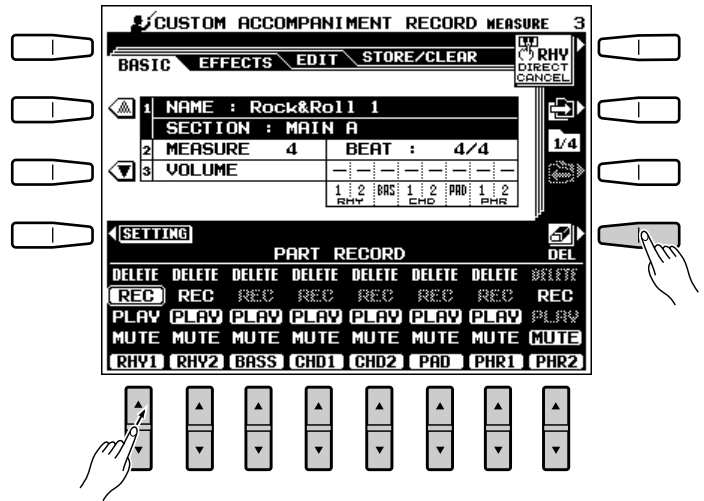 CUSTOM ACCOMPANIMENT RECORD MEASURE 3
BASIC EFFECTS EDIT STORE/CLEAR
RHY
DIRECT
CANCEL
1 NAME : Rock&Roll 1
SECTION : MAIN A
2 MEASURE 4 BEAT : 4/4
1/4
3 VOLUME — — — — — — — —
1 2 BAS 1 2 PAD 1 2
RHY CHD PHR
SETTING
PART RECORD DEL
DELETE DELETE DELETE DELETE DELETE DELETE DELETE DELETE
REC REC REC REC REC REC REC REC
PLAY PLAY PLAY PLAY PLAY PLAY PLAY PLAY
MUTE MUTE MUTE MUTE MUTE MUTE MUTE MUTE
RHY1 RHY2 BASS CHD1 CHD2 PAD PHR1 PHR2